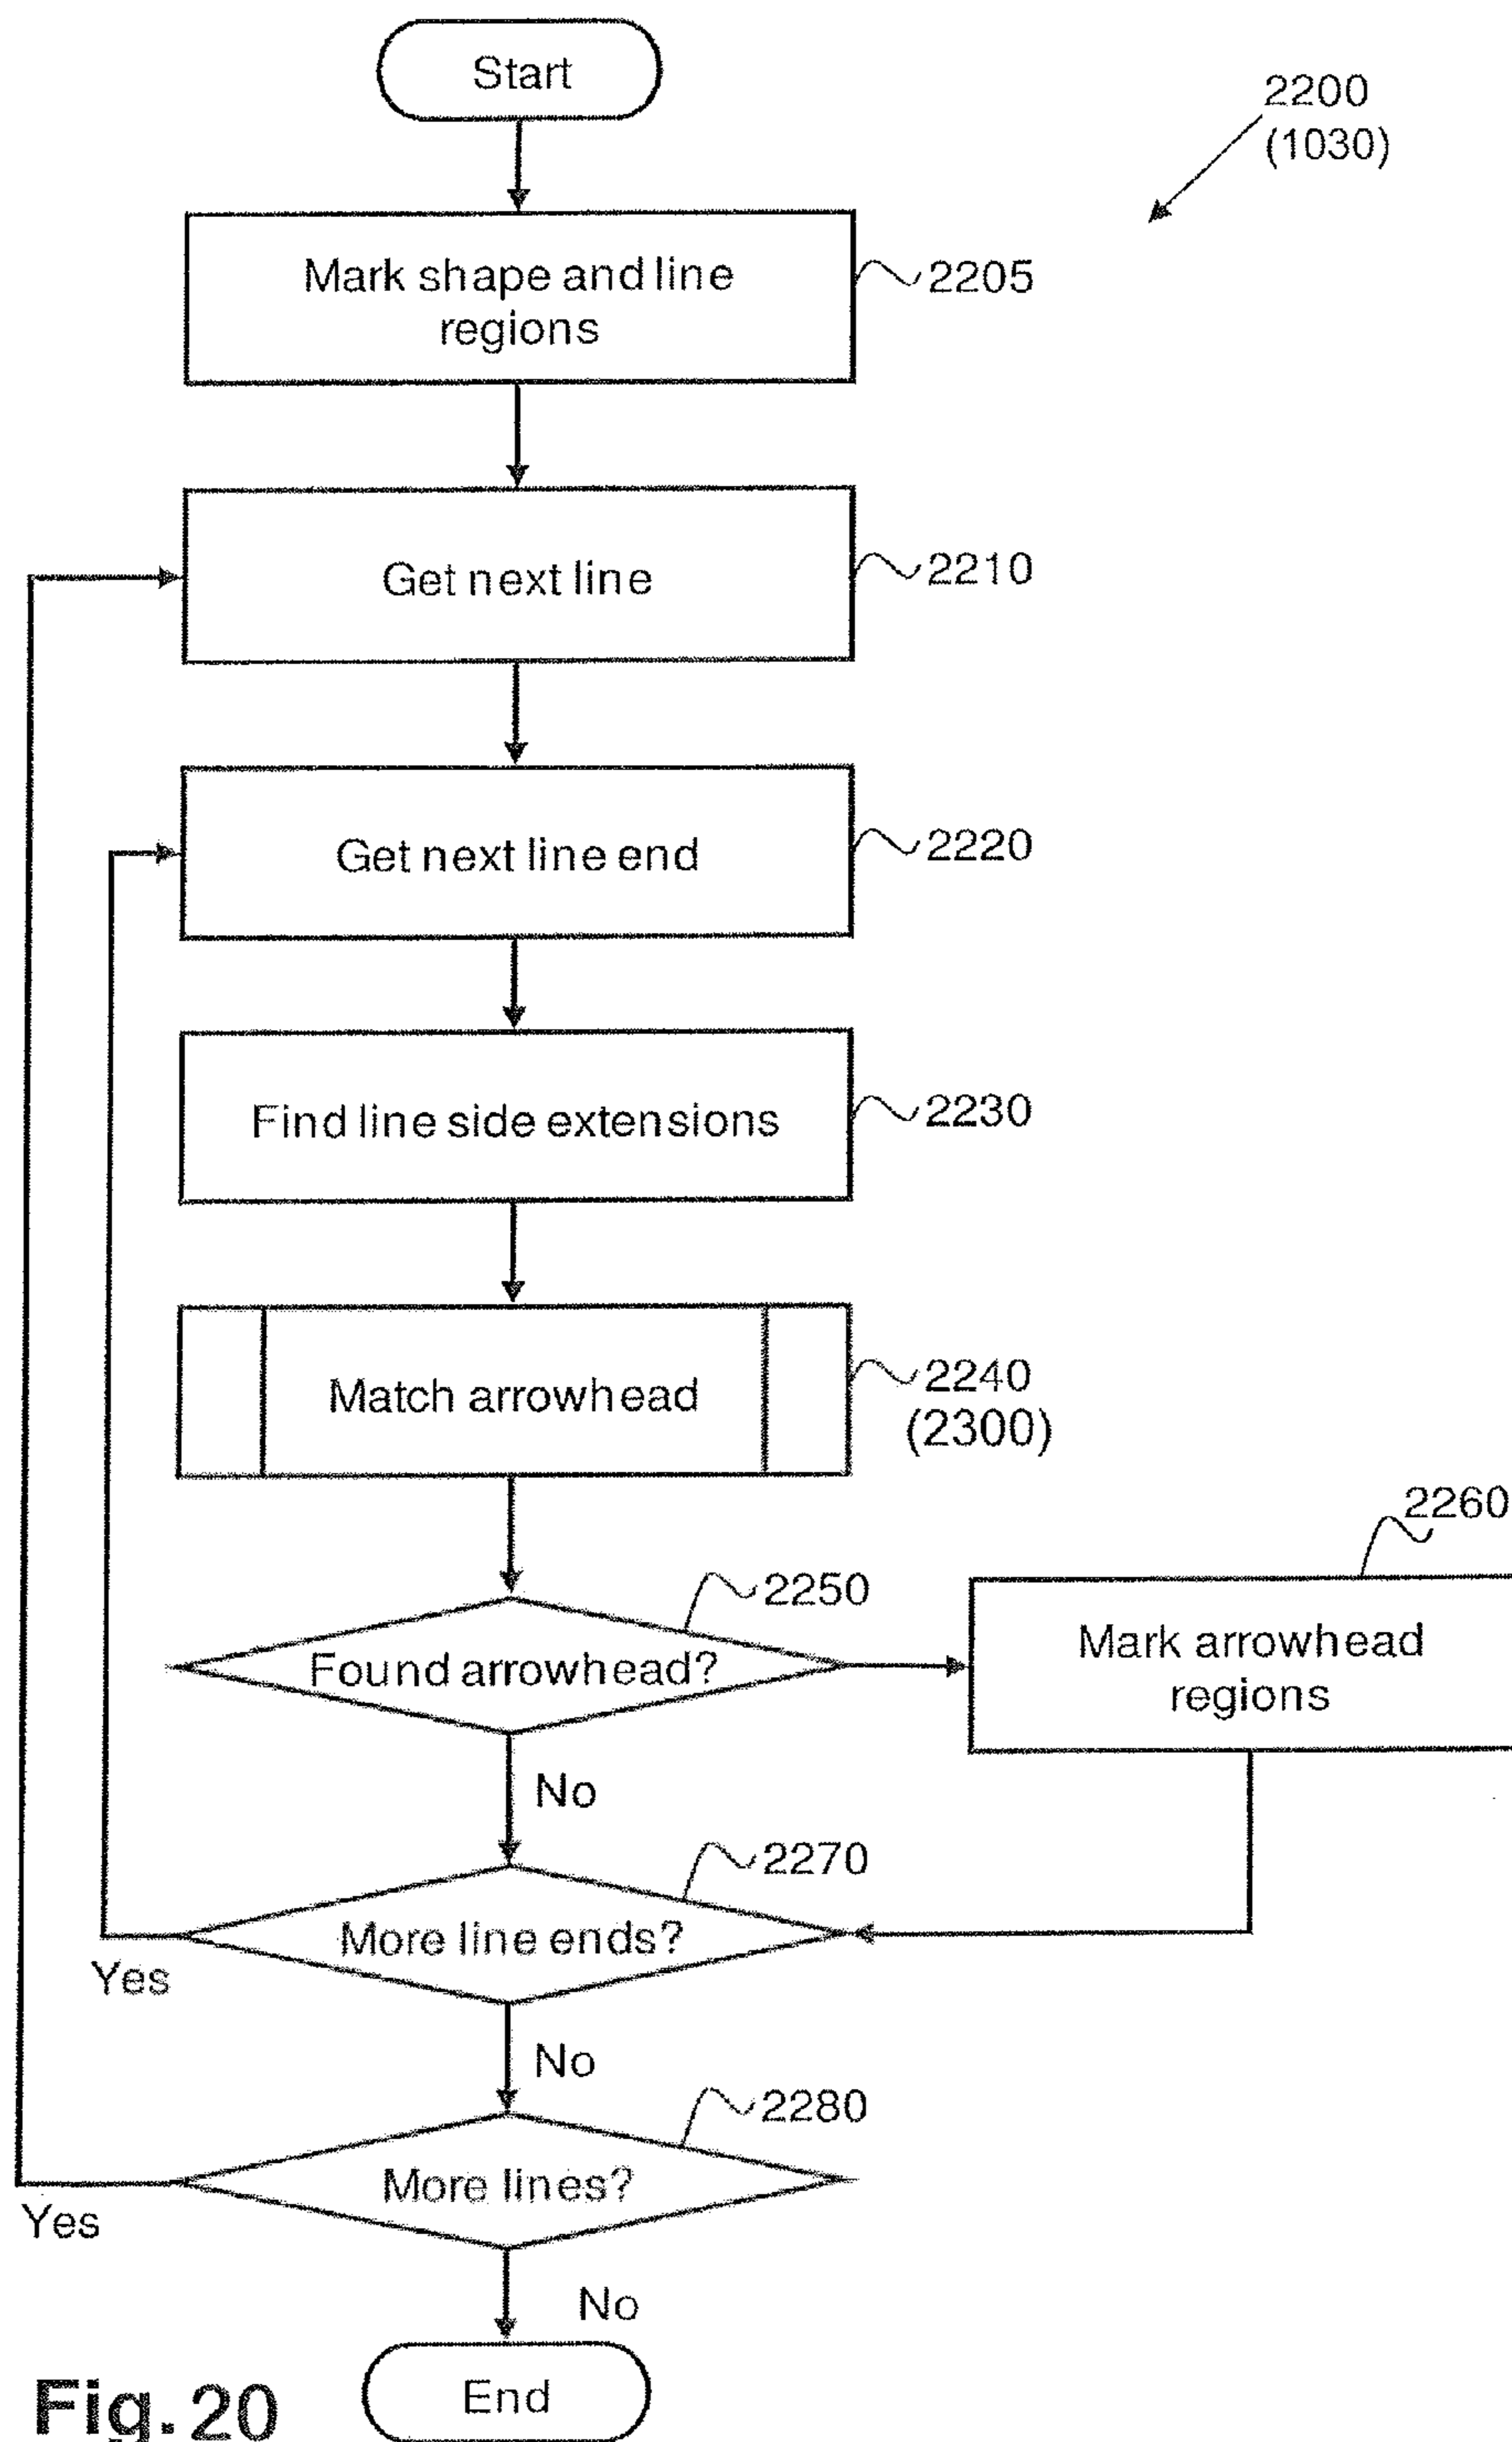 Start
2200
(1030)
Mark shape and line
regions
2205
Get next line
2210
Get next line end
2220
Find line side extensions
2230
Match arrowhead
2240
(2300)
2260
2250
Found arrowhead?
Mark arrowhead
regions
No
2270
More line ends?
Yes
No
2280
More lines?
Yes
No
End
Fig. 20